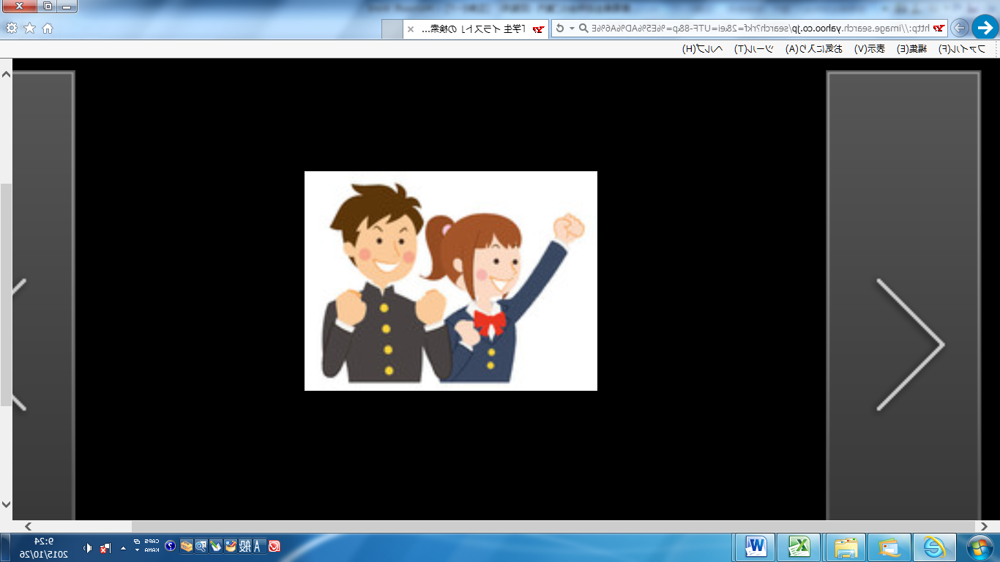 http://image.search.yahoo.co.jp/search?rkf=2&ei=UTF-8&p=%E5%AD%A6%E
「学生 イラスト」の検索...
ファイル(F) 編集(E) 表示(V) お気に入り(A) ツール(T) ヘルプ(H)
A 般
CAPS
KANA
9:24
2015/10/26